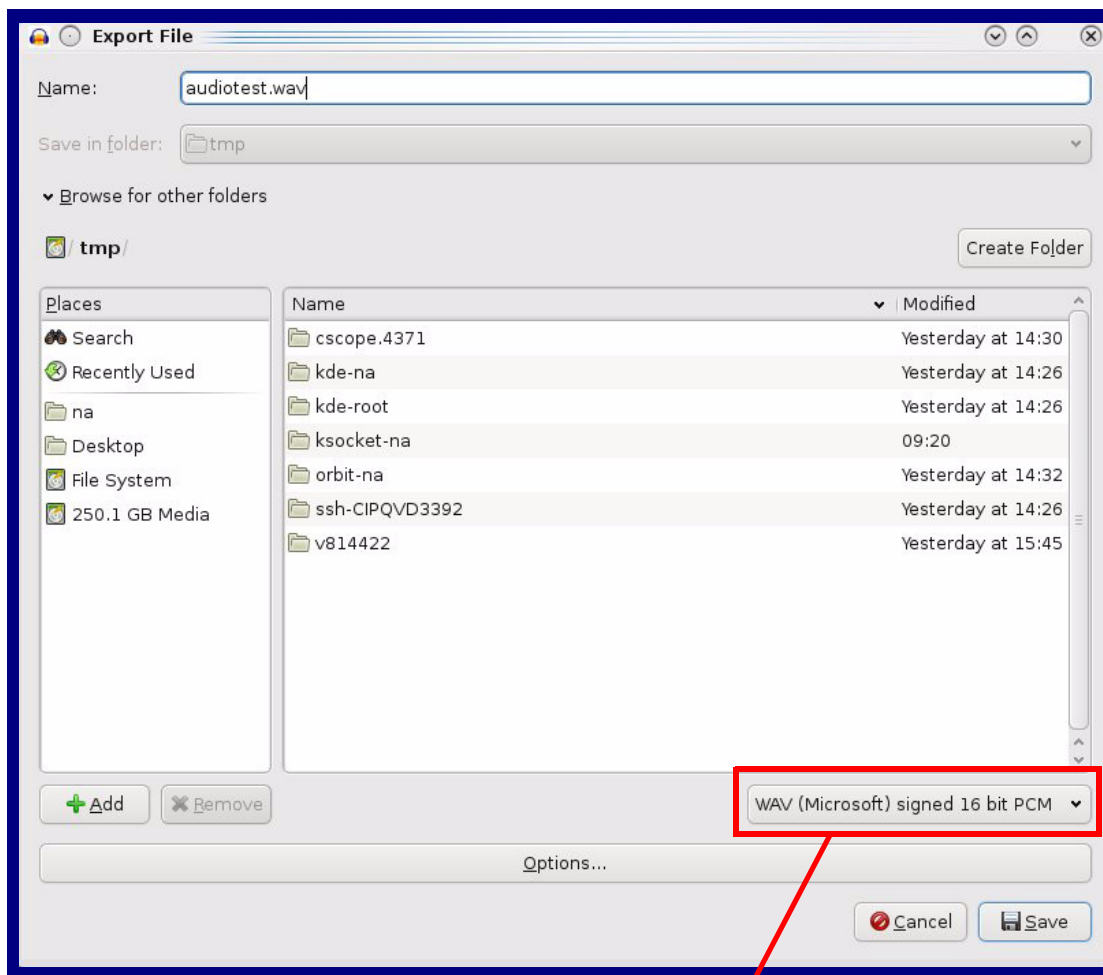 Export File
Name: audiotest.wav
Save in folder: tmp
Browse for other folders
/ tmp /
Create Folder
Places
Search
Recently Used
na
Desktop
File System
250.1 GB Media
Name Modified
cscope.4371 Yesterday at 14:30
kde-na Yesterday at 14:26
kde-root Yesterday at 14:26
ksocket-na 09:20
orbit-na Yesterday at 14:32
ssh-CIPQVD3392 Yesterday at 14:26
v814422 Yesterday at 15:45
Add Remove
WAV (Microsoft) signed 16 bit PCM
Options...
Cancel Save